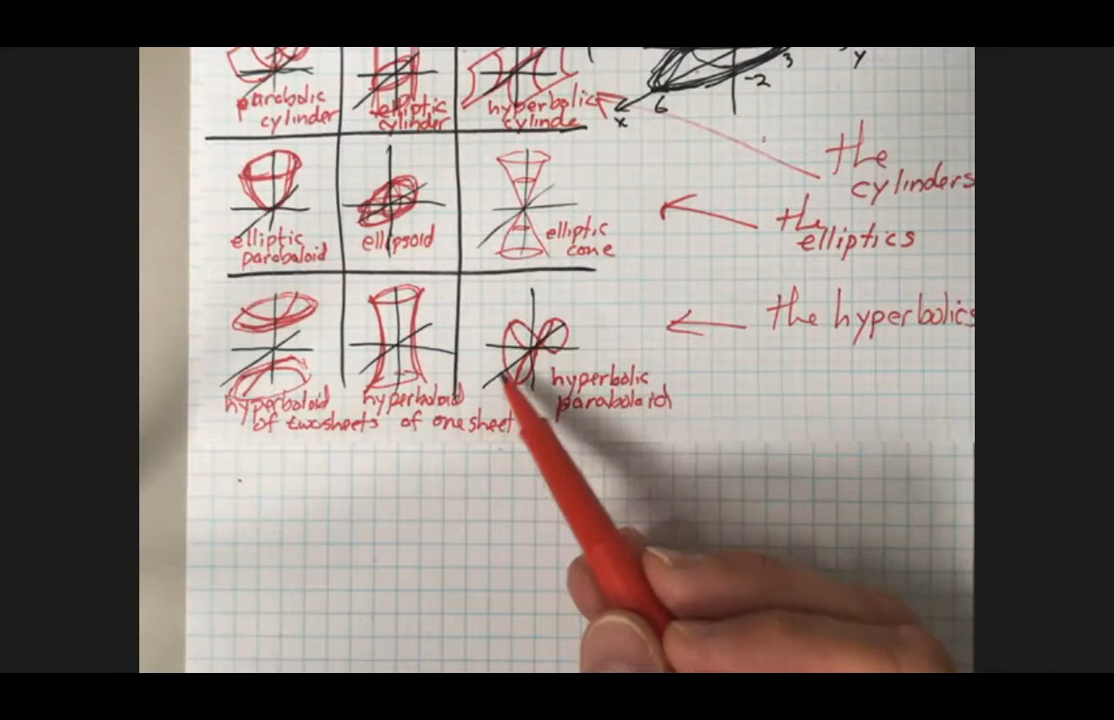 3
y
-2
6
x
parabolic
cylinder
elliptic
cylinder
hyperbolic
cylinde
the
cylinders
elliptic
paraboloid
ellipsoid
elliptic
cone
the
elliptics
the hyperbolics
hyperboloid
of two sheets
hyperboloid
of one sheet
hyperbolic
paraboloid